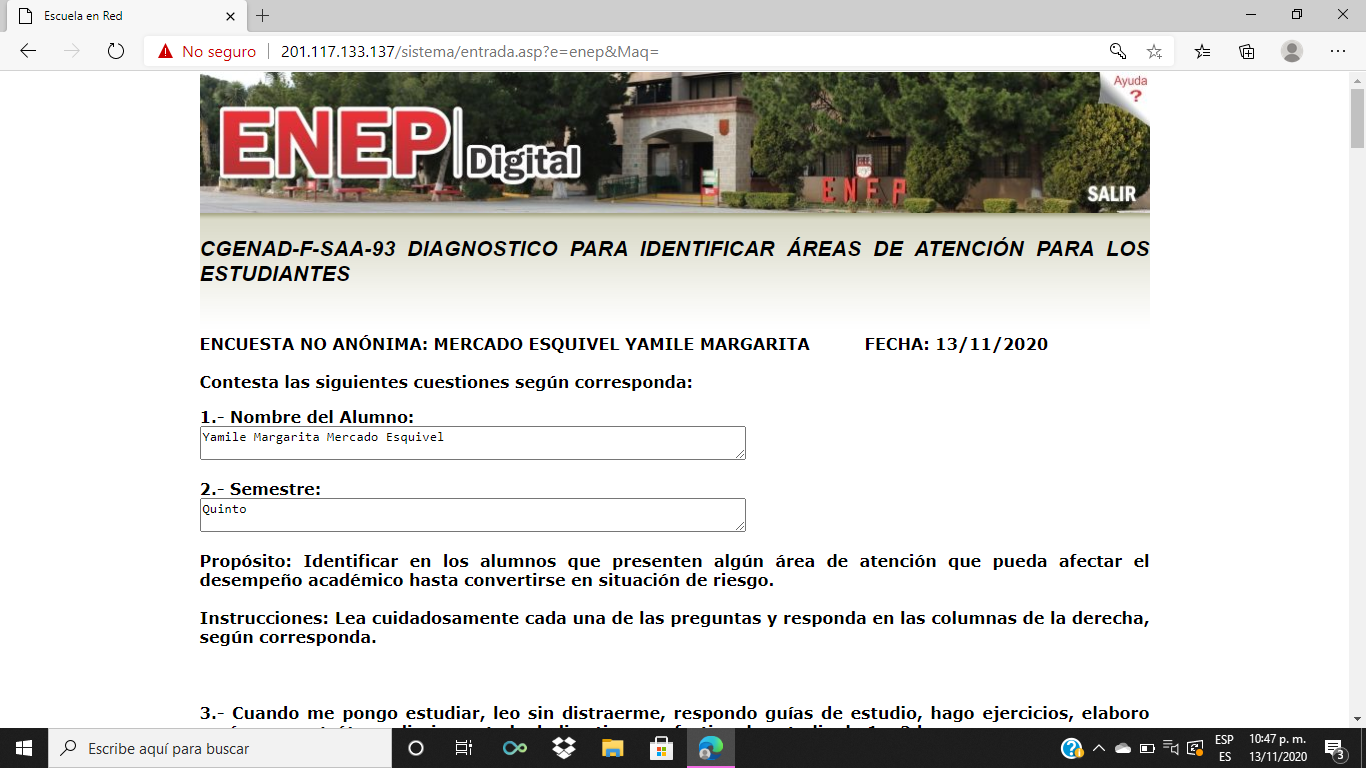 Escuela en Red
No seguro
201.117.133.137/sistema/entrada.asp?e=enep&Maq=
Ayuda
?
ENEP Digital
ENEP
SALIR
CGENAD-F-SAA-93 DIAGNOSTICO PARA IDENTIFICAR ÁREAS DE ATENCIÓN PARA LOS
ESTUDIANTES
ENCUESTA NO ANÓNIMA: MERCADO ESQUIVEL YAMILE MARGARITA FECHA: 13/11/2020
Contesta las siguientes cuestiones según corresponda:
1.- Nombre del Alumno:
Yamile Margarita Mercado Esquivel
2.- Semestre:
Quinto
Propósito: Identificar en los alumnos que presenten algún área de atención que pueda afectar el
desempeño académico hasta convertirse en situación de riesgo.
Instrucciones: Lea cuidadosamente cada una de las preguntas y responda en las columnas de la derecha,
según corresponda.
3.- Cuando me pongo estudiar, leo sin distraerme, respondo guías de estudio, hago ejercicios, elaboro
Escribe aquí para buscar
ESP
ES
10:47 p. m.
13/11/2020
3